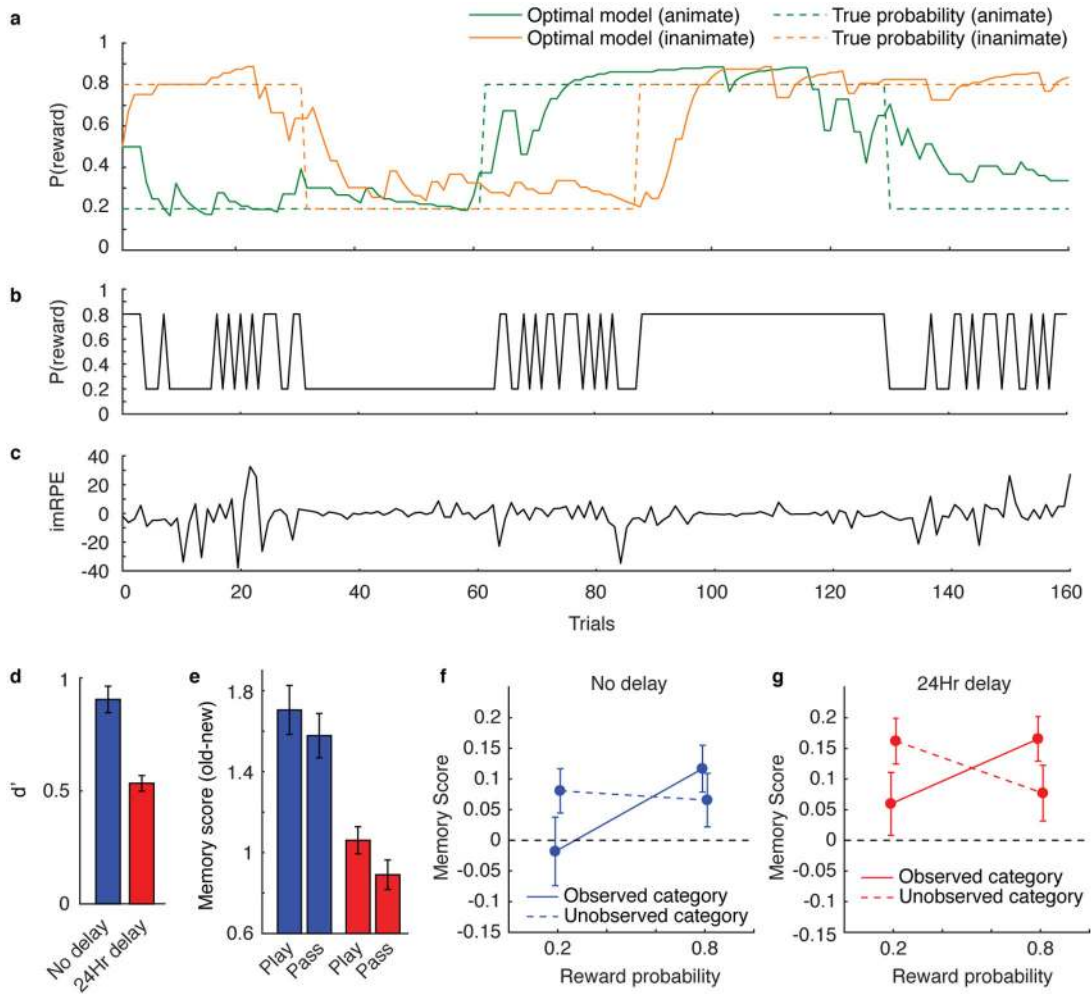 a
Optimal model (animate)
True probability (animate)
Optimal model (inanimate)
True probability (inanimate)
P(reward)
1
0.8
0.6
0.4
0.2
0
b
P(reward)
1
0.8
0.6
0.4
0.2
0
c
imRPE
40
20
0
-20
-40
0 20 40 60 80 100 120 140 160
Trials
d
d'
1
0.5
0
No delay
24Hr delay
e
Memory score (old-new)
1.8
1.4
1
0.6
Play Pass Play Pass
f
No delay
Memory Score
0.2
0.15
0.1
0.05
0
-0.05
-0.1
-0.15
Observed category
Unobserved category
0.2 0.8
Reward probability
g
24Hr delay
Memory Score
0.2
0.15
0.1
0.05
0
-0.05
-0.1
-0.15
Observed category
Unobserved category
0.2 0.8
Reward probability